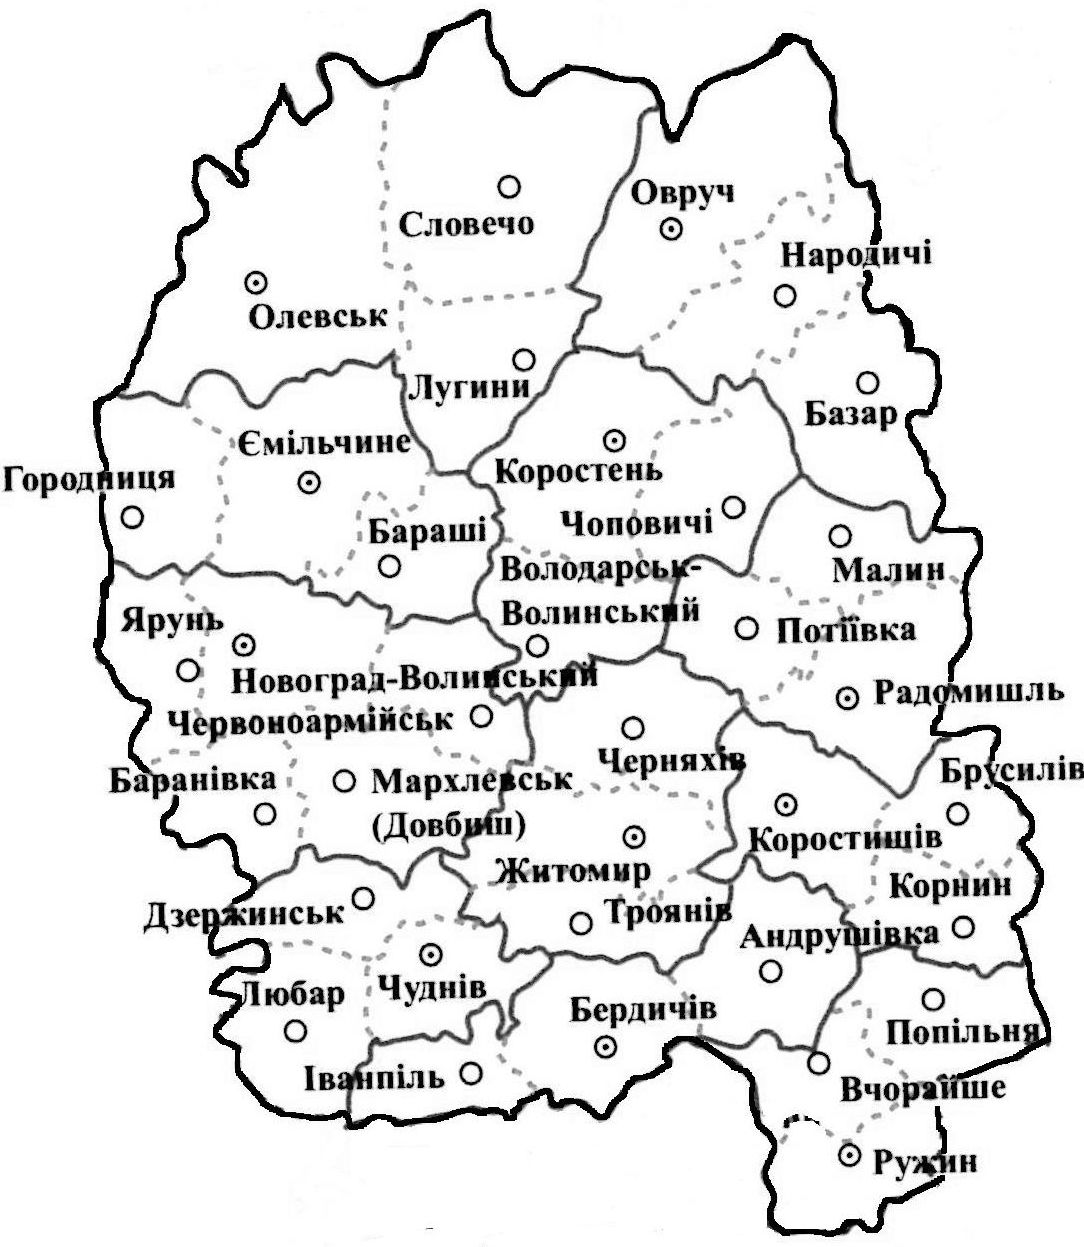 Овруч
Словечо
Народичі
Олевськ
Лугини
Базар
Ємільчине
Коростень
Городниця
Чоповичі
Бараші
Володарськ-
Волинський
Малин
Ярунь
Потіївка
Новоград-Волинський
Радомишль
Червоноармійськ
Черняхів
Брусилів
Баранівка
Мархлевськ
(Довбиш)
Коростишів
Житомир
Корнин
Дзержинськ
Троянів
Андрушівка
Любар
Чуднів
Бердичів
Попільня
Іванпіль
Вчорайше
Ружин